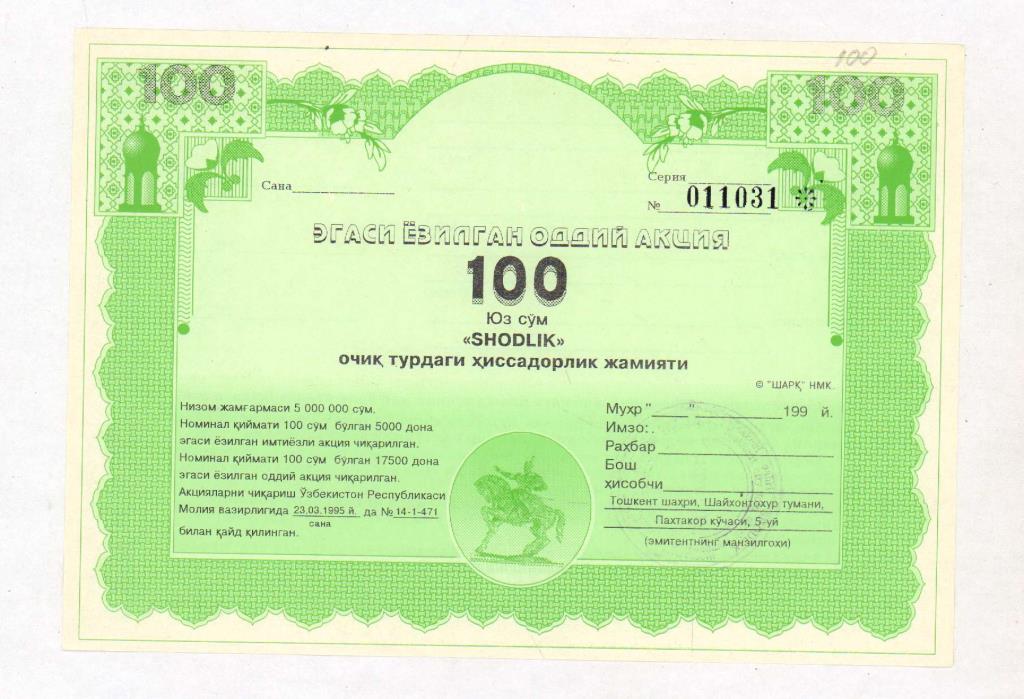 100
100
100
Сана
Серия
№ 011031
ЭГАСИ ЁЗИЛГАН ОДДИЙ АКЦИЯ
100
Юз сўм
«SHODLIK»
очиқ турдаги ҳиссадорлик жамияти
© "ШАРҚ" НМК.
Низом жамғармаси 5 000 000 сўм.
Номинал қиймати 100 сўм бўлган 5000 дона
эгаси ёзилган имтиёзли акция чиқарилган.
Номинал қиймати 100 сўм бўлган 17500 дона
эгаси ёзилган оддий акция чиқарилган.
Акцияларни чиқариш Ўзбекистон Республикаси
Молия вазирлигида 23.03.1995 й. да № 14-1-471
сана
билан қайд қилинган.
Муҳр "____" ____________199 й.
Имзо:.
Раҳбар
Бош
ҳисобчи
Тошкент шаҳри, Шайхонтоҳур тумани,
Пахтакор кўчаси, 5-уй
(эмитентнинг манзилгоҳи)